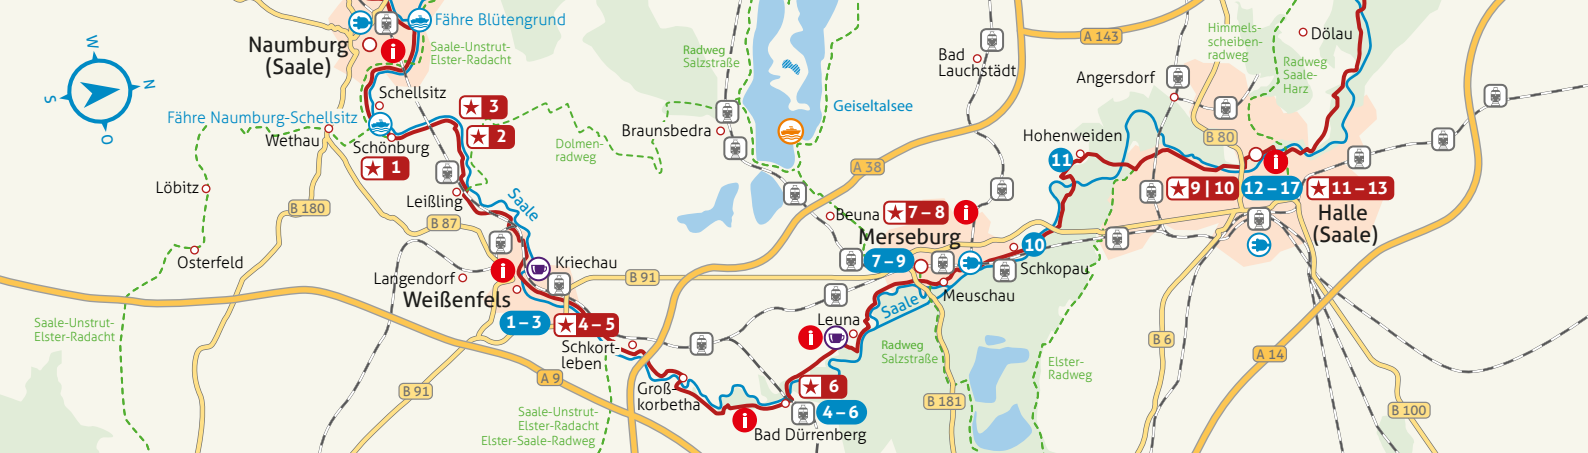 Fähre Blütengrund
Naumburg
(Saale)
i
Saale-Unstrut-
Elster-Radacht
W
N
S
O
Schellsitz
Fähre Naumburg-Schellsitz
Wethau
Schönburg
1
3
2
Dolmen-
radweg
Löbitz
Leißling
Saale
B 180
B 87
Osterfeld
Langendorf
Weißenfels
i
Kriechau
B 91
1 – 3
4 – 5
Saale-Unstrut-
Elster-Radacht
Schkort-
leben
A 9
B 91
Groß-
korbetha
Saale-Unstrut-
Elster-Radacht
Elster-Saale-Radweg
i
6
4 – 6
Bad Dürrenberg
Leuna
i
Saale
Radweg
Salzstraße
B 181
Elster-
Radweg
Radweg
Salzstraße
Geiseltalsee
Braunsbedra
A 38
Bad
Lauchstädt
A 143
Beuna
7 – 8
i
Merseburg
7 – 9
Meuschau
10
Schkopau
Hohenweiden
11
Angersdorf
Himmels-
scheiben-
radweg
Dölau
Radweg
Saale-
Harz
B 80
i
9 | 10
12 – 17
11 – 13
Halle
(Saale)
B 6
A 14
B 100